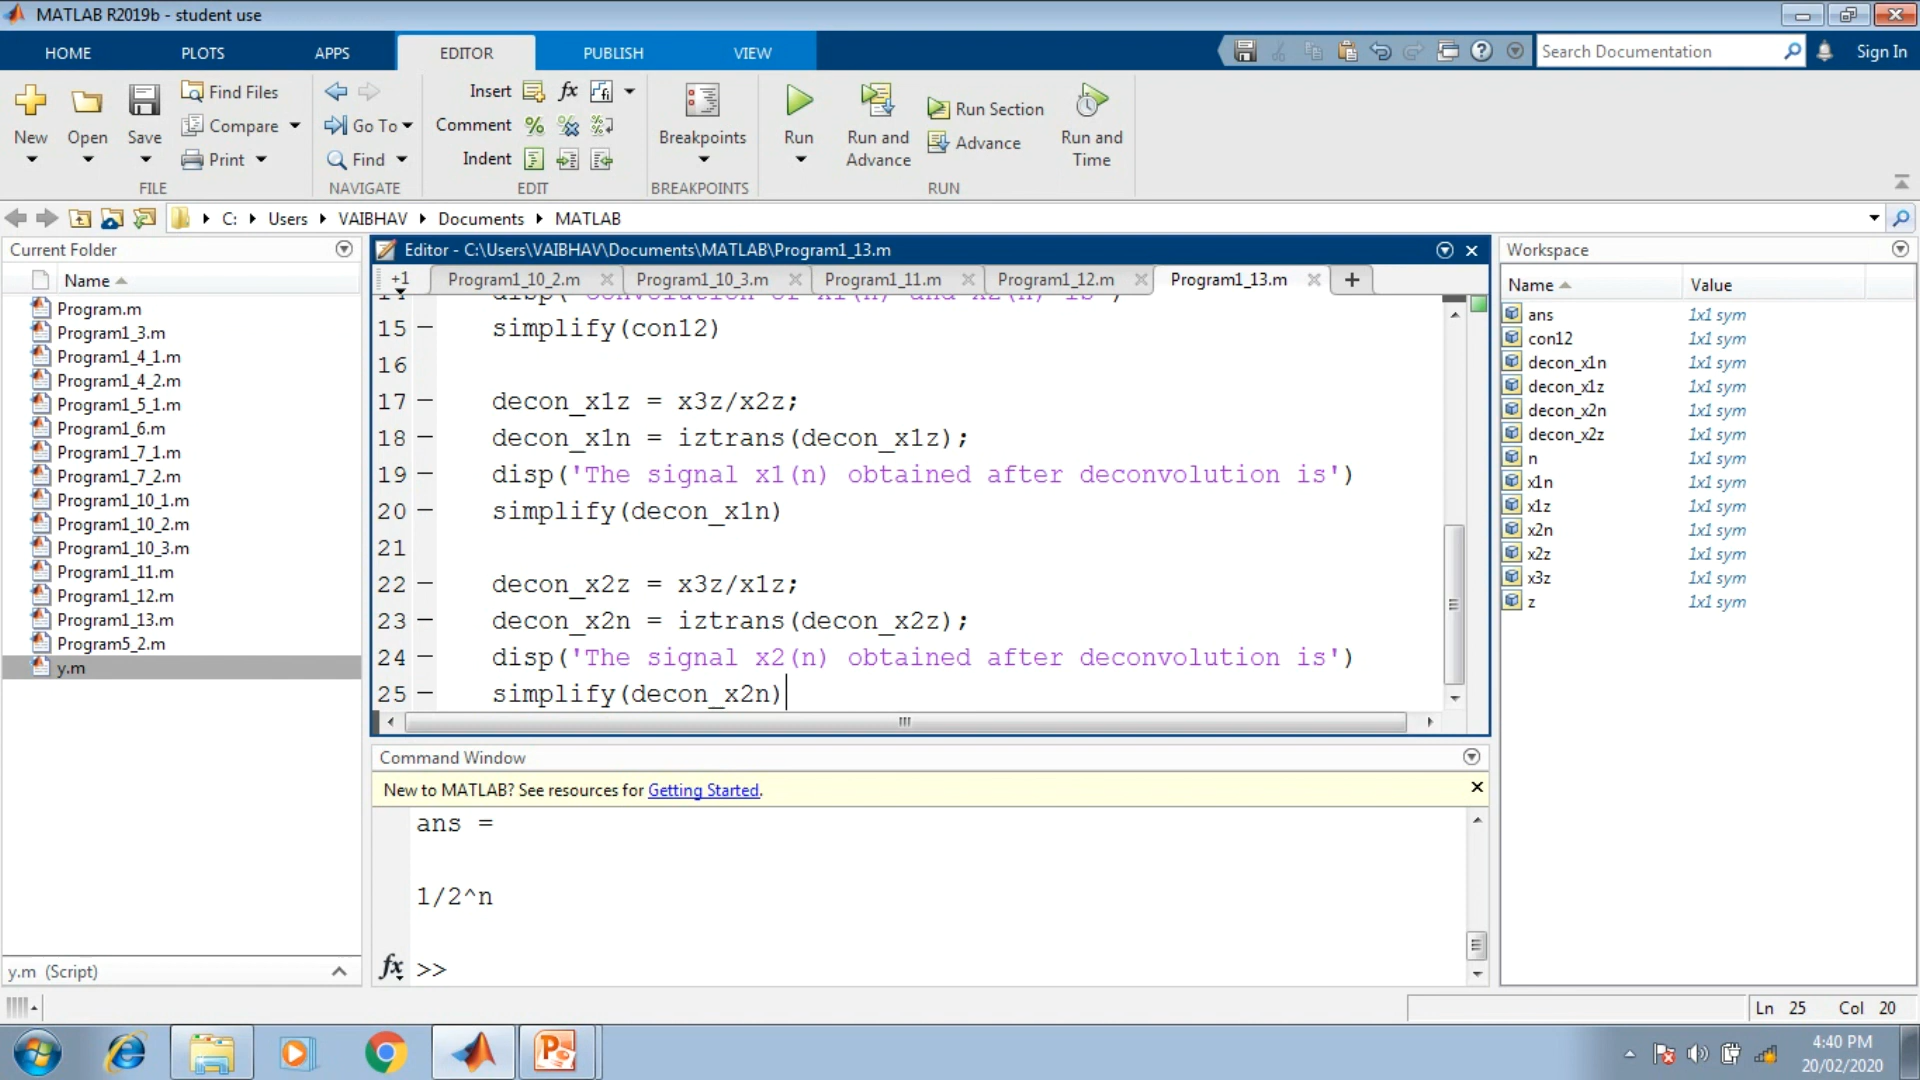 MATLAB R2019b - student use
HOME PLOTS APPS EDITOR PUBLISH VIEW Search Documentation Sign In
New Open Save Find Files Compare Print FILE
Go To Find NAVIGATE
Insert fx Comment Indent EDIT
Breakpoints BREAKPOINTS
Run Run and Advance Run Section Advance Run and Time RUN
C: Users VAIBHAV Documents MATLAB
Current Folder
Name
Program.m
Program1_3.m
Program1_4_1.m
Program1_4_2.m
Program1_5_1.m
Program1_6.m
Program1_7_1.m
Program1_7_2.m
Program1_10_1.m
Program1_10_2.m
Program1_10_3.m
Program1_11.m
Program1_12.m
Program1_13.m
Program5_2.m
y.m
y.m (Script)
Editor - C:\Users\VAIBHAV\Documents\MATLAB\Program1_13.m
+1 Program1_10_2.m Program1_10_3.m Program1_11.m Program1_12.m Program1_13.m
15 — simplify(con12)
16
17 — decon_x1z = x3z/x2z;
18 — decon_x1n = iztrans(decon_x1z);
19 — disp('The signal x1(n) obtained after deconvolution is')
20 — simplify(decon_x1n)
21
22 — decon_x2z = x3z/x1z;
23 — decon_x2n = iztrans(decon_x2z);
24 — disp('The signal x2(n) obtained after deconvolution is')
25 — simplify(decon_x2n)
Command Window
New to MATLAB? See resources for Getting Started.
ans =
1/2^n
fx >>
Workspace
Name Value
ans 1x1 sym
con12 1x1 sym
decon_x1n 1x1 sym
decon_x1z 1x1 sym
decon_x2n 1x1 sym
decon_x2z 1x1 sym
n 1x1 sym
x1n 1x1 sym
x1z 1x1 sym
x2n 1x1 sym
x2z 1x1 sym
x3z 1x1 sym
z 1x1 sym
Ln 25 Col 20
4:40 PM
20/02/2020